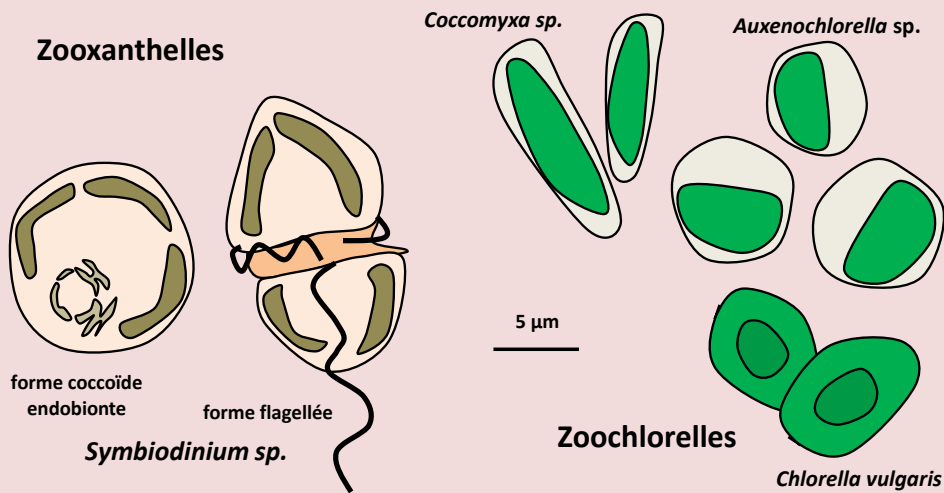 Zooxanthelles
Coccomyxa sp.
Auxenochlorella sp.
5 µm
forme coccoïde
endobionte
forme flagellée
Symbiodinium sp.
Zoochlorelles
Chlorella vulgaris